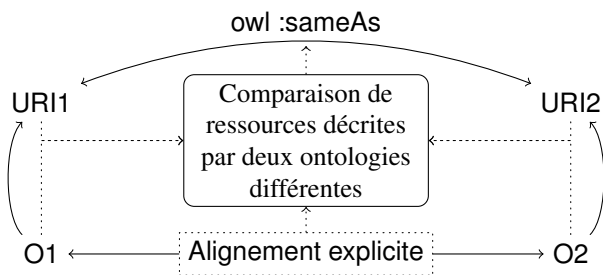 owl :sameAs
URI1
URI2
Comparaison de
ressources décrites
par deux ontologies
différentes
O1
Alignement explicite
O2